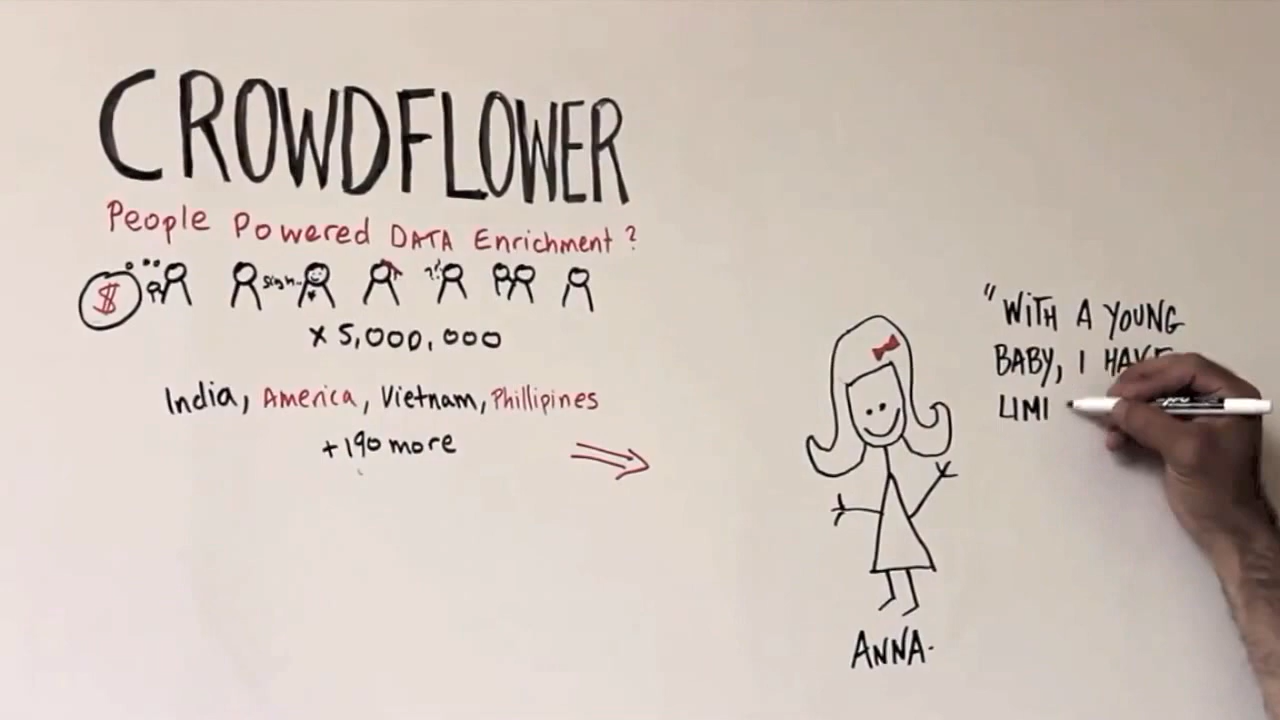 CROWDFLOWER
People Powered DATA Enrichment?
$
sigh..
??
x 5,000,000
India, America, Vietnam, Phillipines
+190 more
"WITH A YOUNG
BABY, I HAVE
LIMI
ANNA.